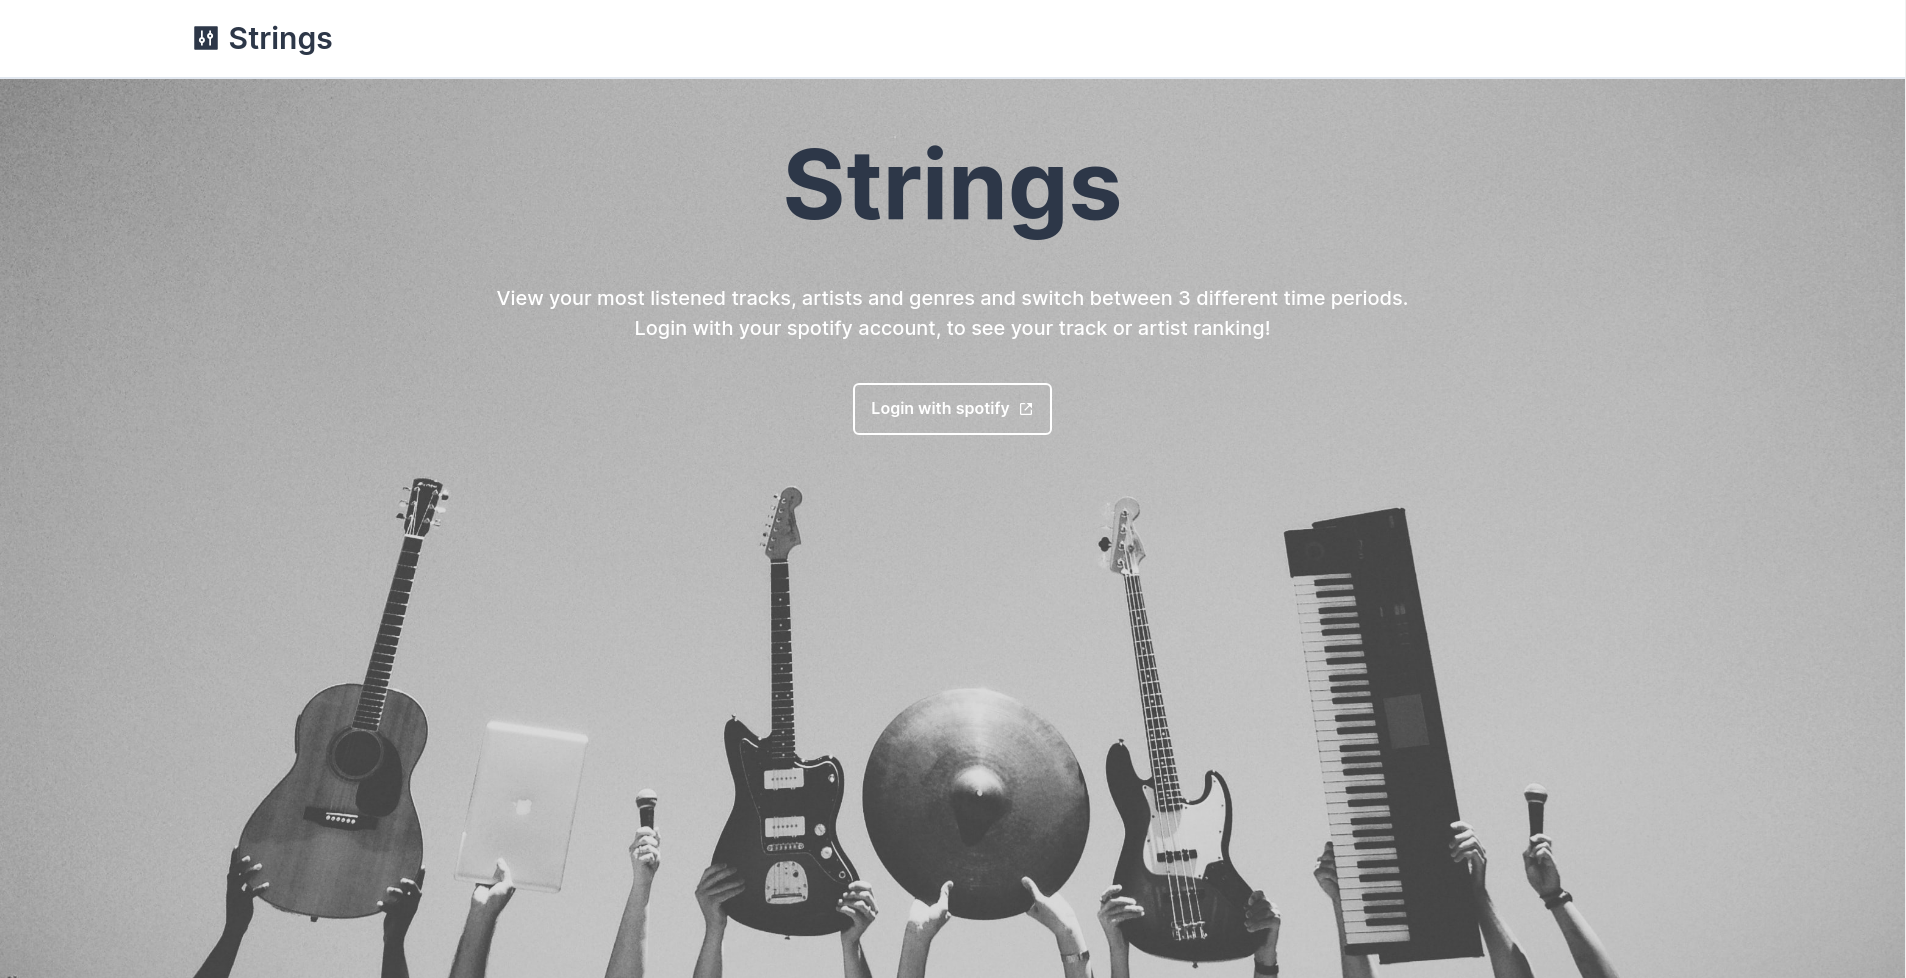 Strings
Strings
View your most listened tracks, artists and genres and switch between 3 different time periods.
Login with your spotify account, to see your track or artist ranking!
Login with spotify